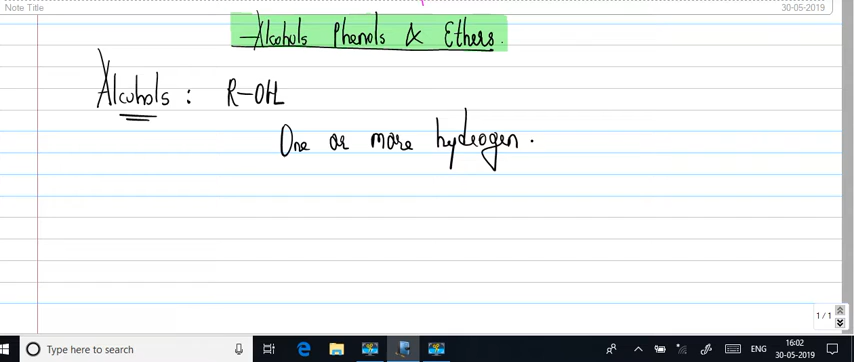 Note Title
30-05-2019
Alcohols Phenols & Ethers.
Alcohols : R-OH
One or more hydrogen.
1 / 1
Type here to search
ENG
16:02
30-05-2019